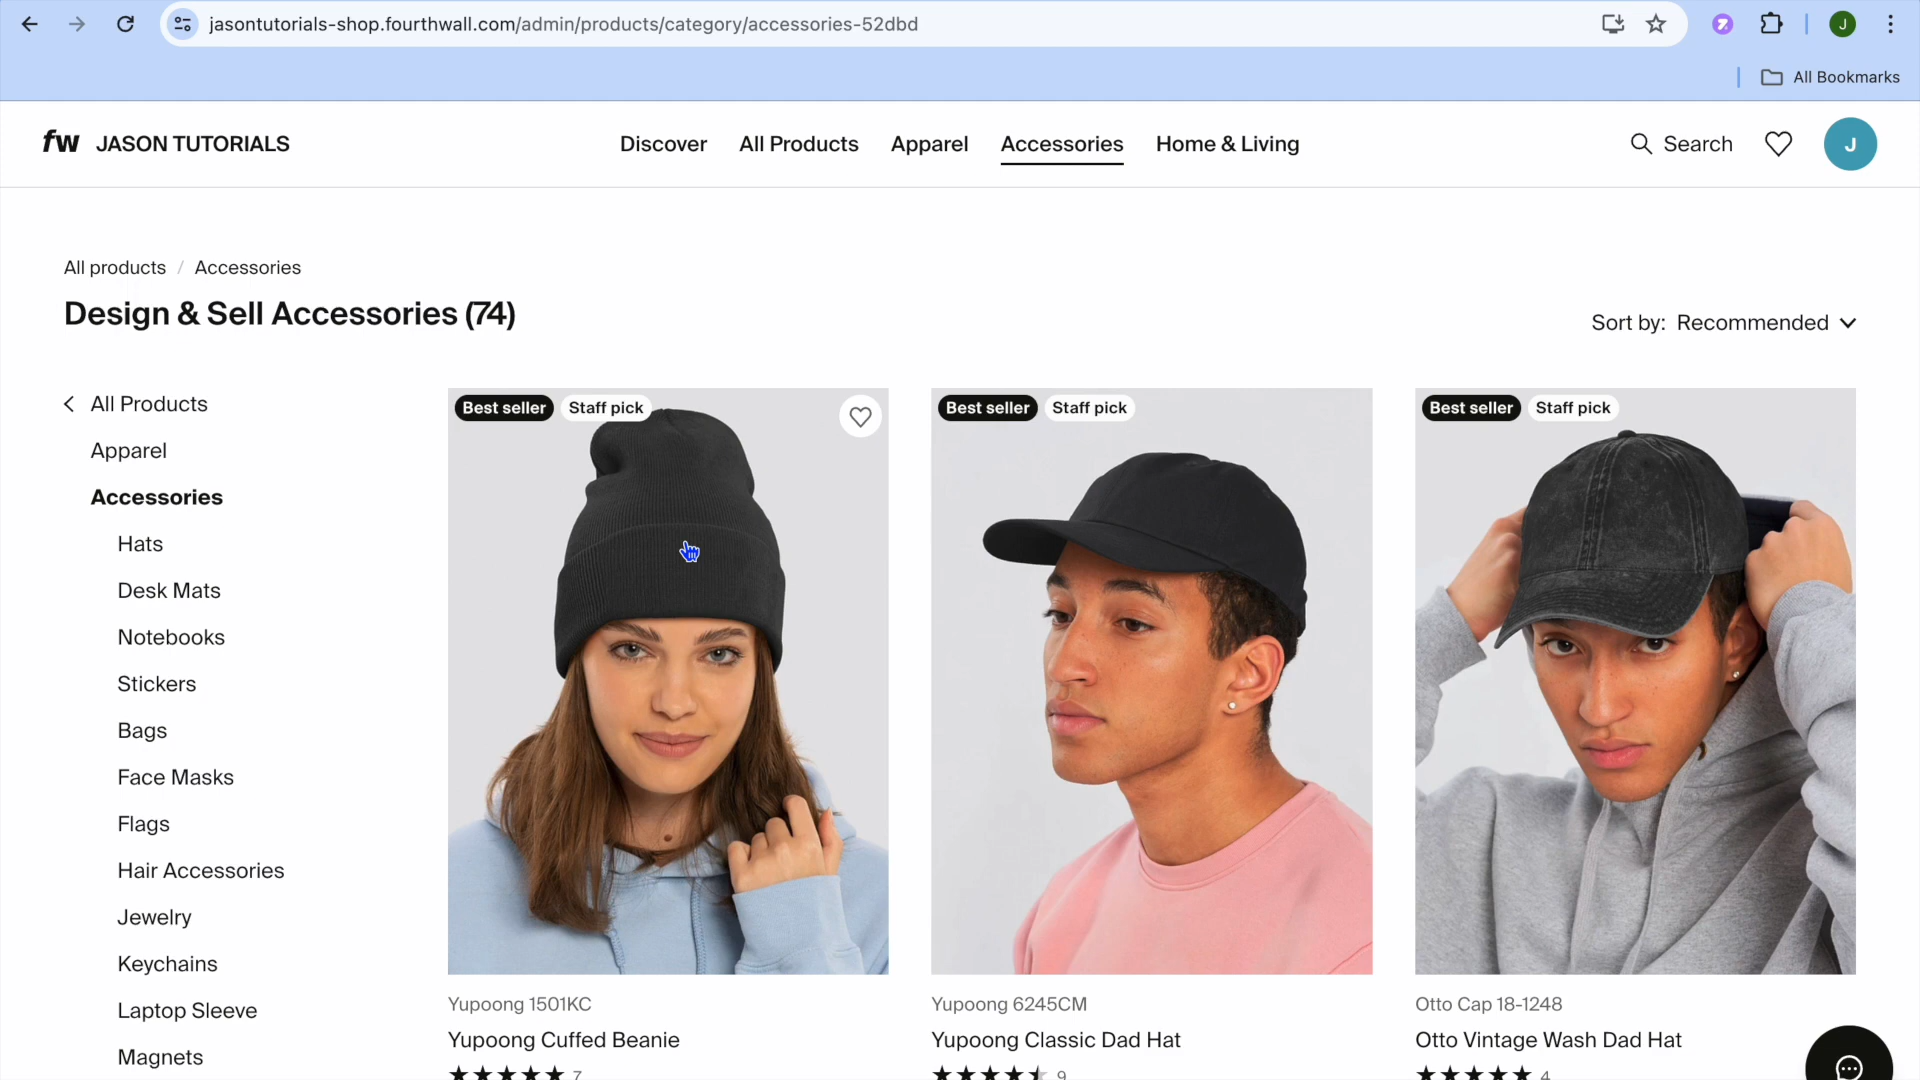 jasontutorials-shop.fourthwall.com/admin/products/category/accessories-52dbd
J
All Bookmarks
fw JASON TUTORIALS
Discover
All Products
Apparel
Accessories
Home & Living
Search
J
All products / Accessories
Design & Sell Accessories (74)
Sort by: Recommended
All Products
Apparel
Accessories
Hats
Desk Mats
Notebooks
Stickers
Bags
Face Masks
Flags
Hair Accessories
Jewelry
Keychains
Laptop Sleeve
Magnets
Best seller
Staff pick
Yupoong 1501KC
Yupoong Cuffed Beanie
7
Best seller
Staff pick
Yupoong 6245CM
Yupoong Classic Dad Hat
9
Best seller
Staff pick
Otto Cap 18-1248
Otto Vintage Wash Dad Hat
4